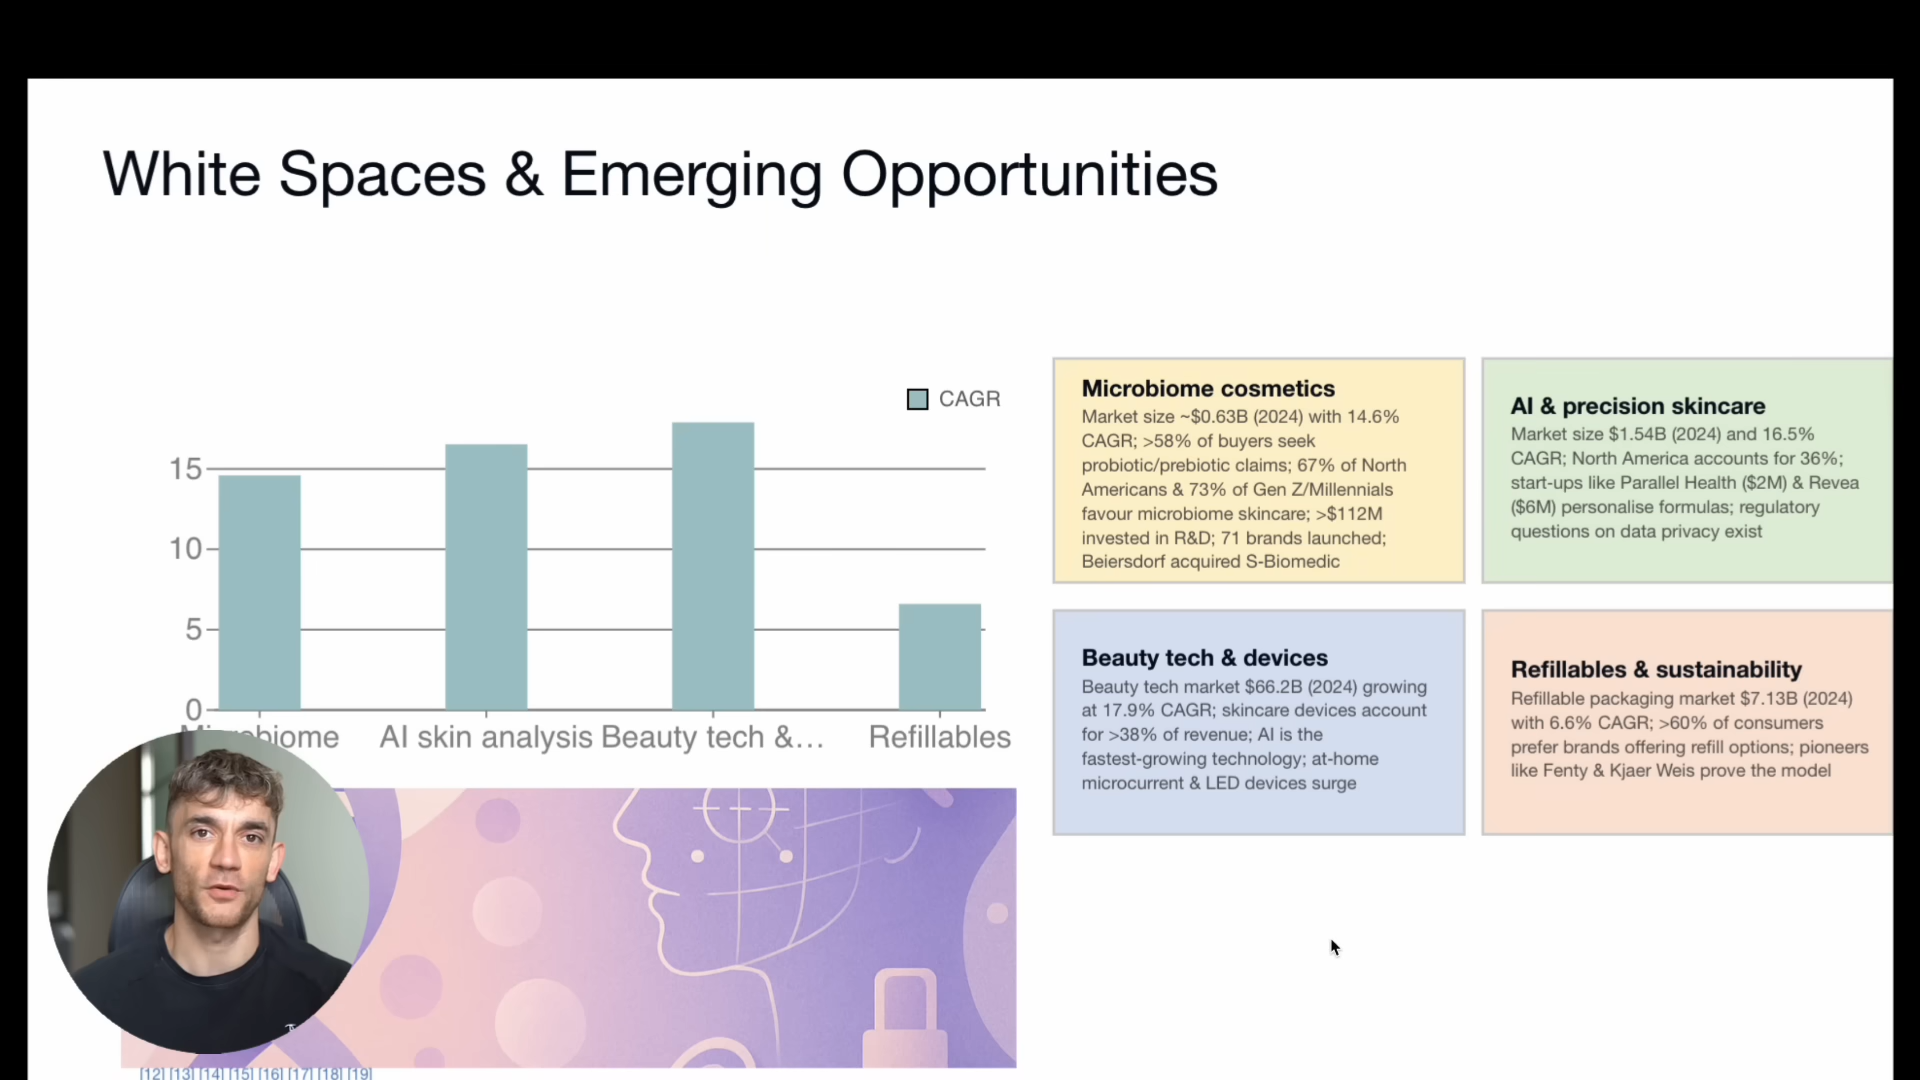 White Spaces & Emerging Opportunities
CAGR
15
10
5
0
AI skin analysis
Beauty tech &...
Refillables
Microbiome cosmetics
Market size ~$0.63B (2024) with 14.6%
CAGR; >58% of buyers seek
probiotic/prebiotic claims; 67% of North
Americans & 73% of Gen Z/Millennials
favour microbiome skincare; >$112M
invested in R&D; 71 brands launched;
Beiersdorf acquired S-Biomedic
AI & precision skincare
Market size $1.54B (2024) and 16.5%
CAGR; North America accounts for 36%;
start-ups like Parallel Health ($2M) & Revea
($6M) personalise formulas; regulatory
questions on data privacy exist
Beauty tech & devices
Beauty tech market $66.2B (2024) growing
at 17.9% CAGR; skincare devices account
for >38% of revenue; AI is the
fastest-growing technology; at-home
microcurrent & LED devices surge
Refillables & sustainability
Refillable packaging market $7.13B (2024)
with 6.6% CAGR; >60% of consumers
prefer brands offering refill options; pioneers
like Fenty & Kjaer Weis prove the model
[12] [13] [14] [15] [16] [17] [18] [19]